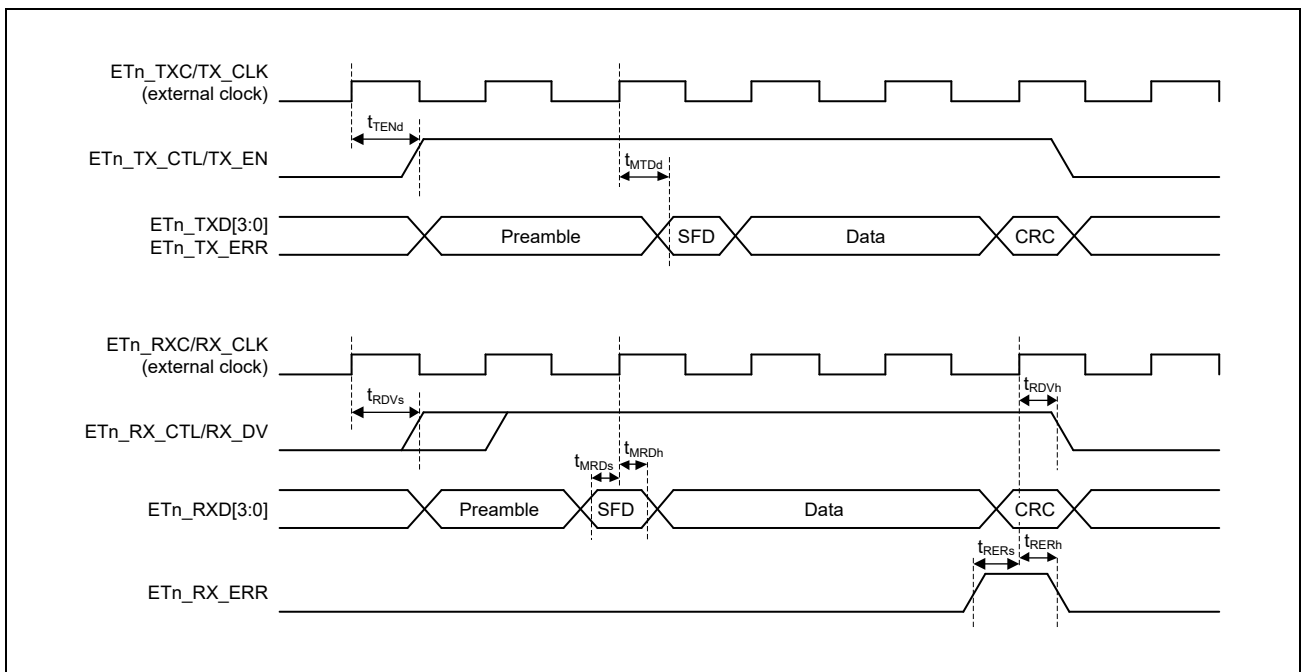 ETn_TXC/TX_CLK
(external clock)
tTENd
ETn_TX_CTL/TX_EN
tMTDd
ETn_TXD[3:0]
ETn_TX_ERR
Preamble SFD Data CRC
ETn_RXC/RX_CLK
(external clock)
tRDVs tRDVh
ETn_RX_CTL/RX_DV
tMRDs tMRDh
ETn_RXD[3:0] Preamble SFD Data CRC
tRERs tRERh
ETn_RX_ERR